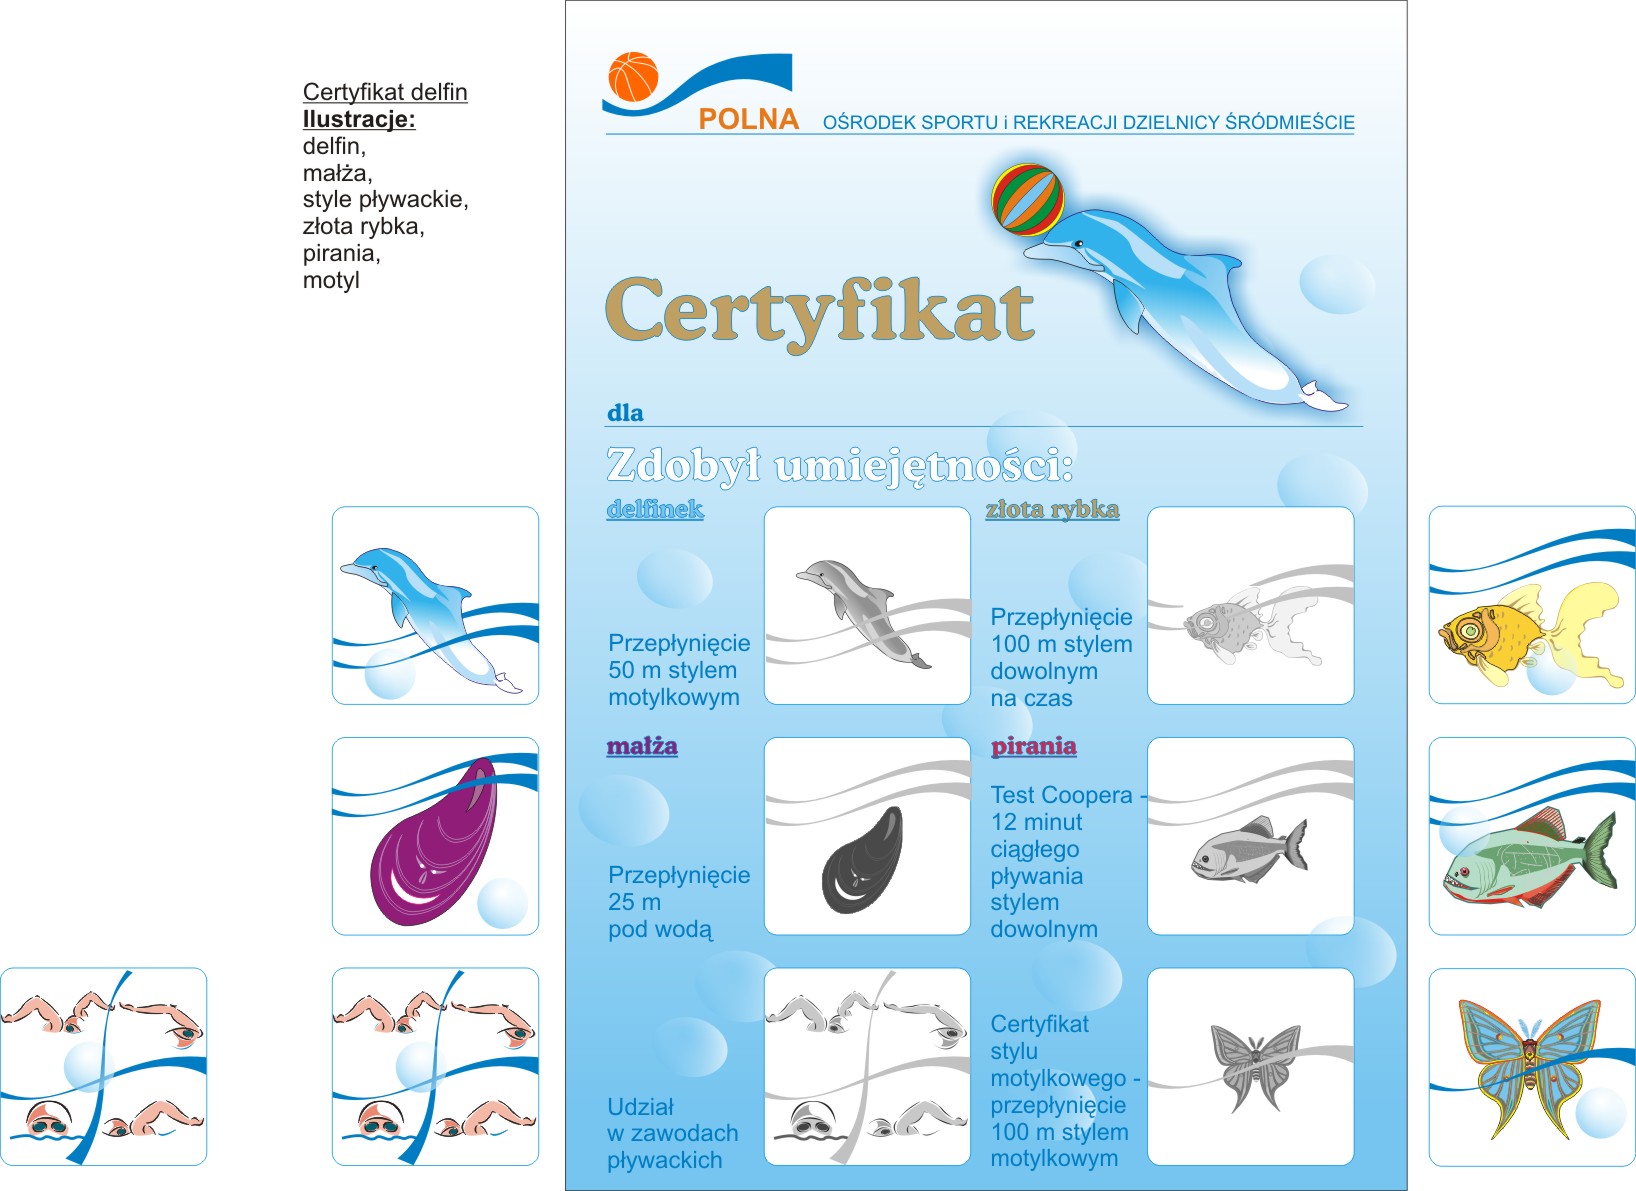 Certyfikat delfin
Ilustracje:
delfin,
małża,
style pływackie,
złota rybka,
pirania,
motyl
POLNA
OŚRODEK SPORTU i REKREACJI DZIELNICY ŚRÓDMIEŚCIE
Certyfikat
dla
Zdobył umiejętności:
delfinek
Przepłynięcie
50 m stylem
motylkowym
złota rybka
Przepłynięcie
100 m stylem
dowolnym
na czas
małża
Przepłynięcie
25 m
pod wodą
pirania
Test Coopera -
12 minut
ciągłego
pływania
stylem
dowolnym
Udział
w zawodach
pływackich
Certyfikat
stylu
motylkowego -
przepłynięcie
100 m stylem
motylkowym